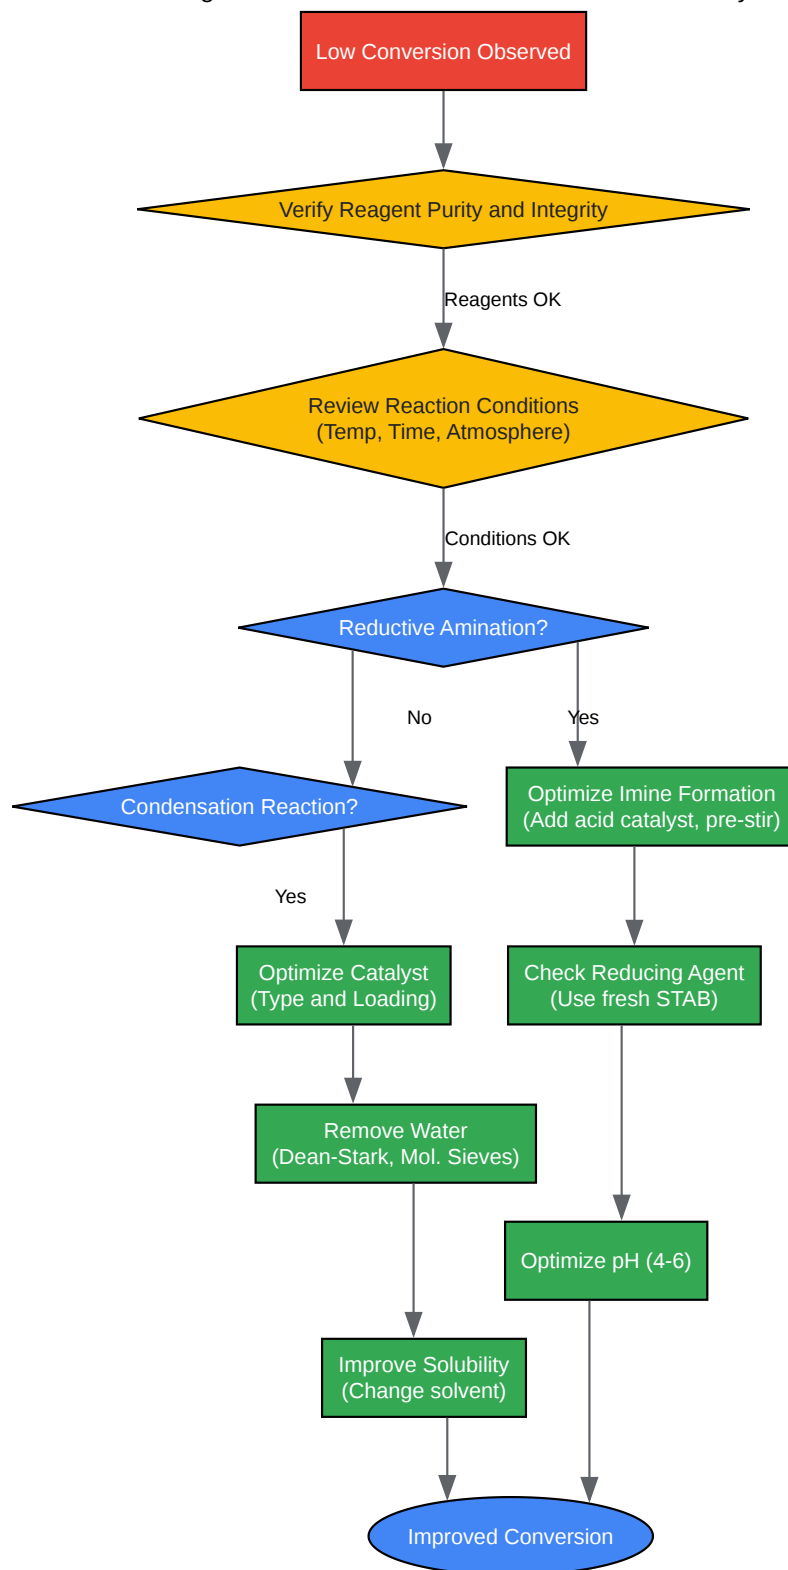 Low Conversion Observed
Verify Reagent Purity and Integrity
Reagents OK
Review Reaction Conditions
(Temp, Time, Atmosphere)
Conditions OK
Reductive Amination?
No
Yes
Condensation Reaction?
Optimize Imine Formation
(Add acid catalyst, pre-stir)
Yes
Optimize Catalyst
(Type and Loading)
Check Reducing Agent
(Use fresh STAB)
Remove Water
(Dean-Stark, Mol. Sieves)
Optimize pH (4-6)
Improve Solubility
(Change solvent)
Improved Conversion